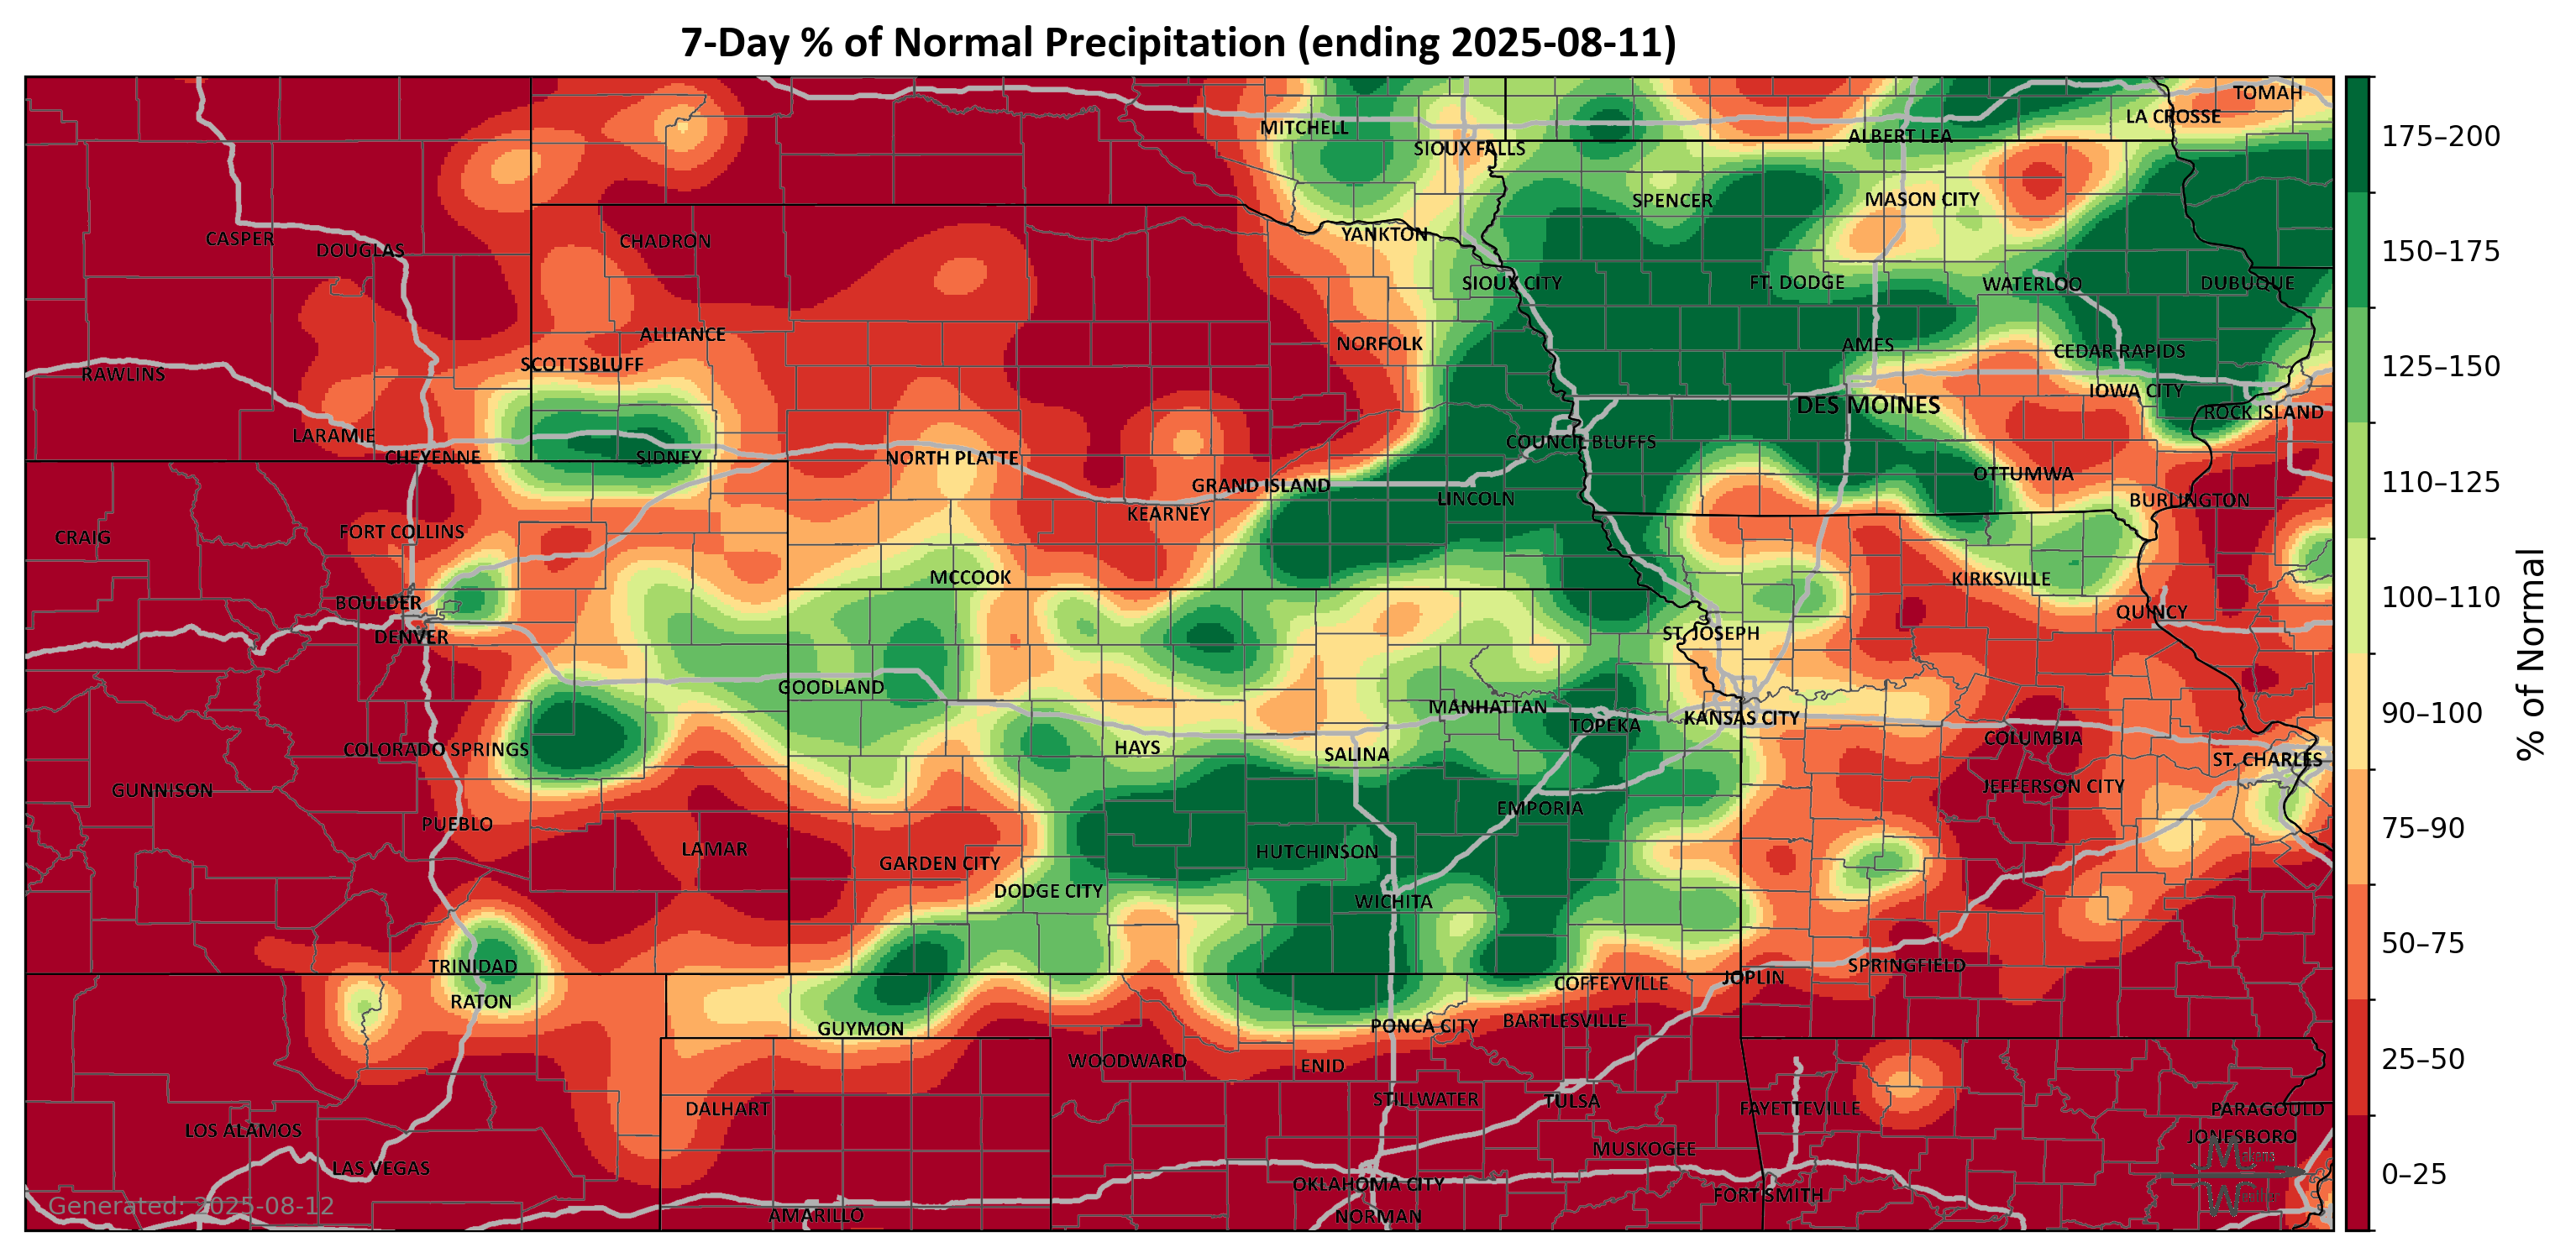 7-Day % of Normal Precipitation (ending 2025-08-11)
TOMAH
LA CROSSE
MITCHELL
ALBERT LEA
SIOUX FALLS
SPENCER
MASON CITY
YANKTON
CASPER
CHADRON
DOUGLAS
SIOUX CITY
FT. DODGE
WATERLOO
DUBUQUE
ALLIANCE
NORFOLK
AMES
CEDAR RAPIDS
SCOTTSBLUFF
RAWLINS
IOWA CITY
DES MOINES
ROCK ISLAND
LARAMIE
COUNCIL BLUFFS
CHEYENNE
SIDNEY
NORTH PLATTE
OTTUMWA
GRAND ISLAND
LINCOLN
BURLINGTON
KEARNEY
FORT COLLINS
CRAIG
MCCOOK
KIRKSVILLE
BOULDER
QUINCY
DENVER
ST. JOSEPH
GOODLAND
MANHATTAN
KANSAS CITY
TOPEKA
COLUMBIA
COLORADO SPRINGS
HAYS
SALINA
ST. CHARLES
GUNNISON
JEFFERSON CITY
EMPORIA
PUEBLO
LAMAR
HUTCHINSON
GARDEN CITY
DODGE CITY
WICHITA
TRINIDAD
SPRINGFIELD
JOPLIN
COFFEYVILLE
RATON
GUYMON
PONCA CITY
BARTLESVILLE
WOODWARD
ENID
STILLWATER
TULSA
DALHART
FAYETTEVILLE
PARAGOULD
LOS ALAMOS
JONESBORO
MUSKOGEE
LAS VEGAS
OKLAHOMA CITY
FORT SMITH
AMARILLO
NORMAN
Generated: 2025-08-12
175–200
150–175
125–150
110–125
100–110
90–100
75–90
50–75
25–50
0–25
% of Normal